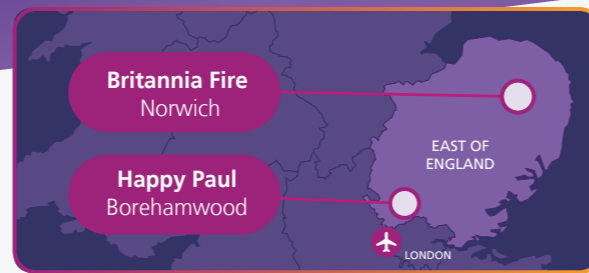 Britannia Fire
Norwich
Happy Paul
Borehamwood
EAST OF
ENGLAND
LONDON